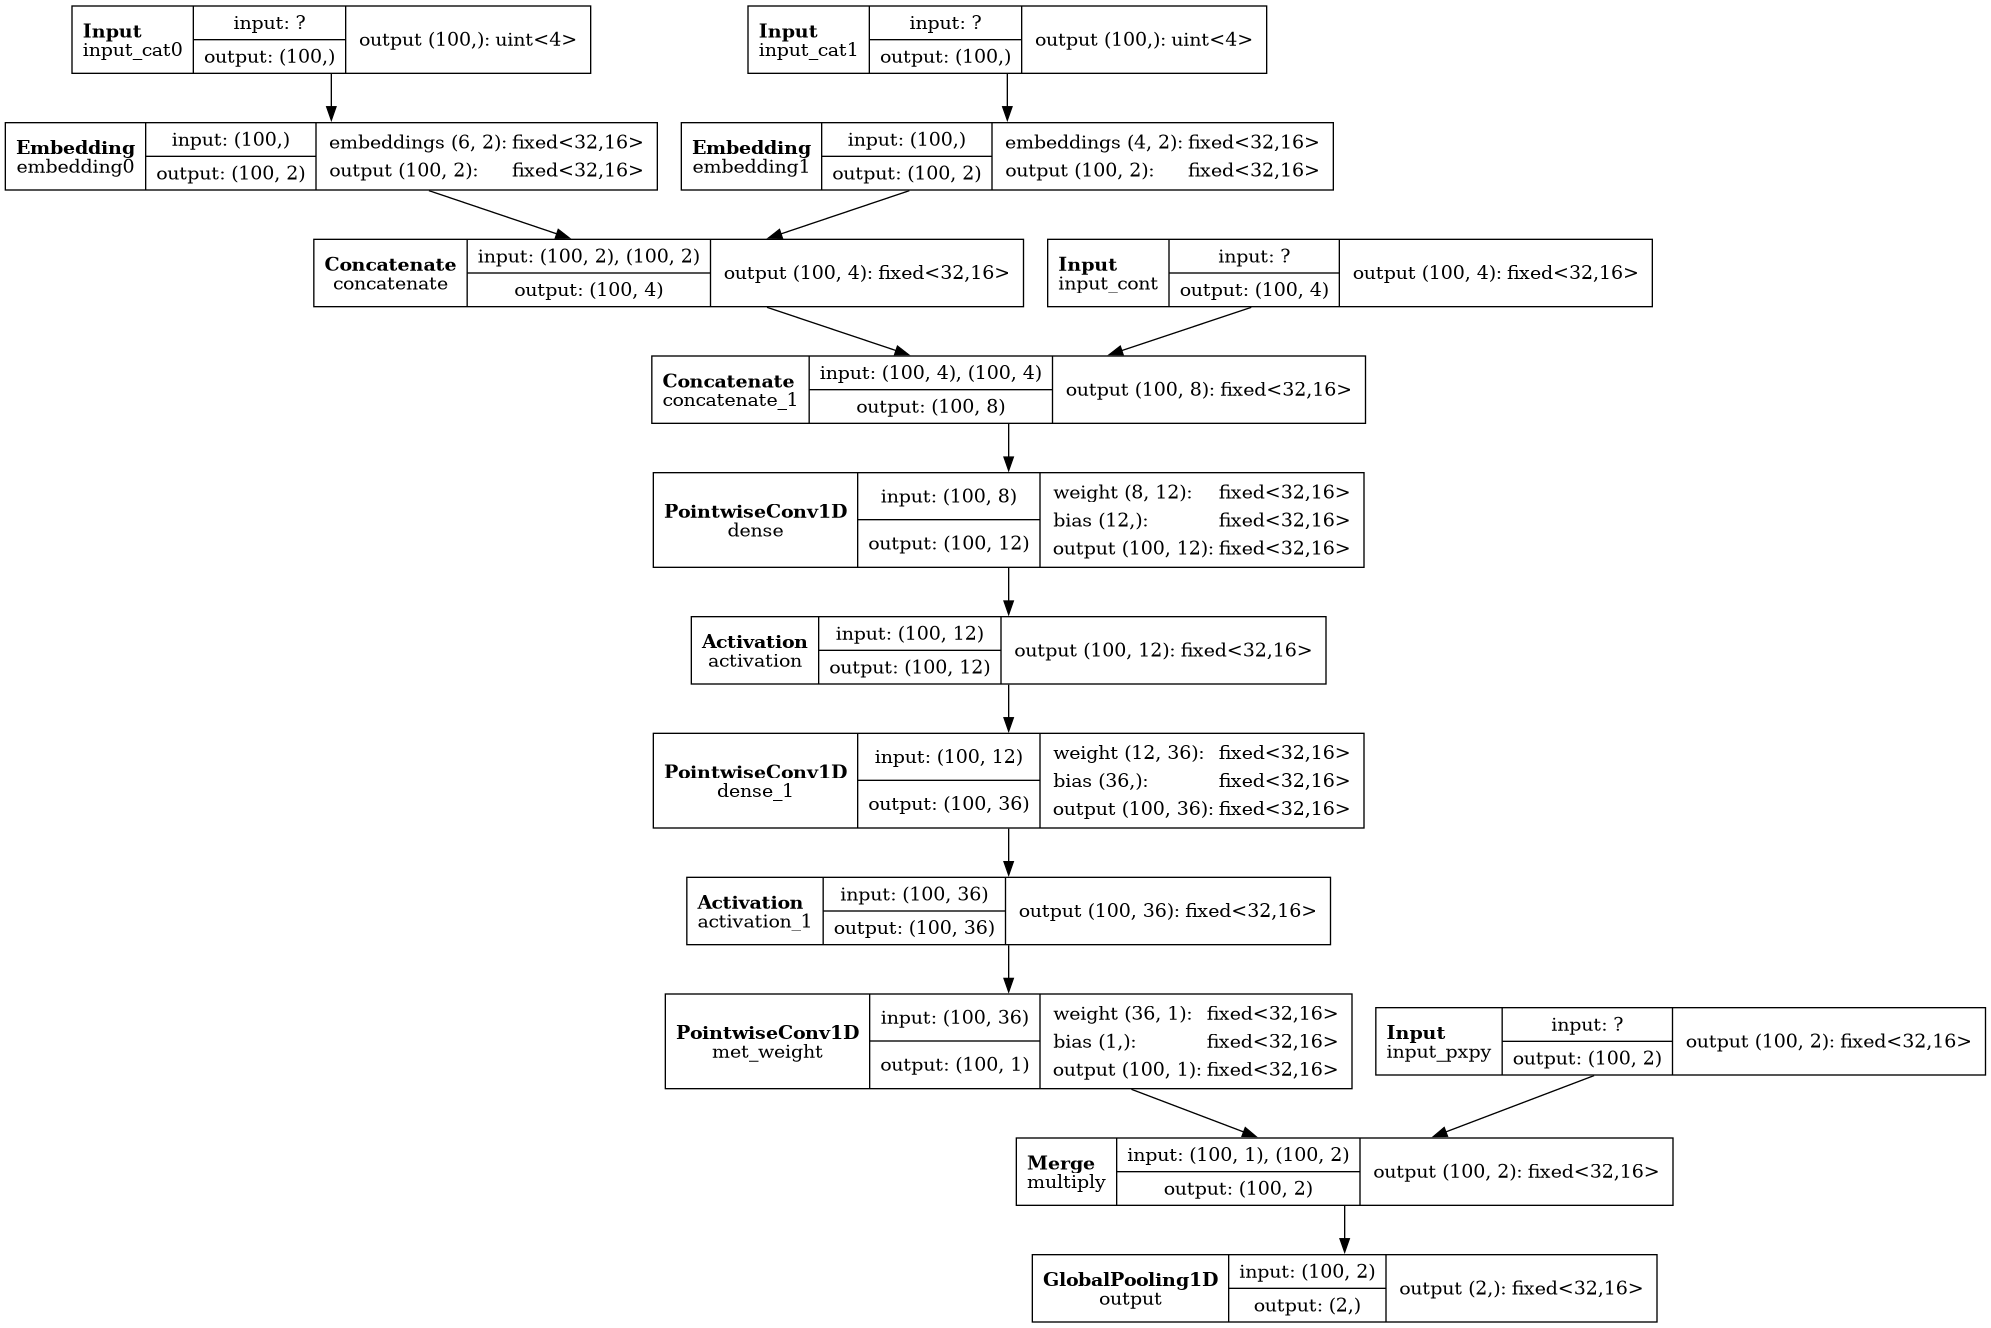 Input
input_cat0
input: ?
output: (100,)
output (100,): uint<4>
Input
input_cat1
input: ?
output: (100,)
output (100,): uint<4>
Embedding
embedding0
input: (100,)
output: (100, 2)
embeddings (6, 2): fixed<32,16>
output (100, 2): fixed<32,16>
Embedding
embedding1
input: (100,)
output: (100, 2)
embeddings (4, 2): fixed<32,16>
output (100, 2): fixed<32,16>
Concatenate
concatenate
input: (100, 2), (100, 2)
output: (100, 4)
output (100, 4): fixed<32,16>
Input
input_cont
input: ?
output: (100, 4)
output (100, 4): fixed<32,16>
Concatenate
concatenate_1
input: (100, 4), (100, 4)
output: (100, 8)
output (100, 8): fixed<32,16>
PointwiseConv1D
dense
input: (100, 8)
output: (100, 12)
weight (8, 12): fixed<32,16>
bias (12,): fixed<32,16>
output (100, 12): fixed<32,16>
Activation
activation
input: (100, 12)
output: (100, 12)
output (100, 12): fixed<32,16>
PointwiseConv1D
dense_1
input: (100, 12)
output: (100, 36)
weight (12, 36): fixed<32,16>
bias (36,): fixed<32,16>
output (100, 36): fixed<32,16>
Activation
activation_1
input: (100, 36)
output: (100, 36)
output (100, 36): fixed<32,16>
PointwiseConv1D
met_weight
input: (100, 36)
output: (100, 1)
weight (36, 1): fixed<32,16>
bias (1,): fixed<32,16>
output (100, 1): fixed<32,16>
Input
input_pxpy
input: ?
output: (100, 2)
output (100, 2): fixed<32,16>
Merge
multiply
input: (100, 1), (100, 2)
output: (100, 2)
output (100, 2): fixed<32,16>
GlobalPooling1D
output
input: (100, 2)
output: (2,)
output (2,): fixed<32,16>